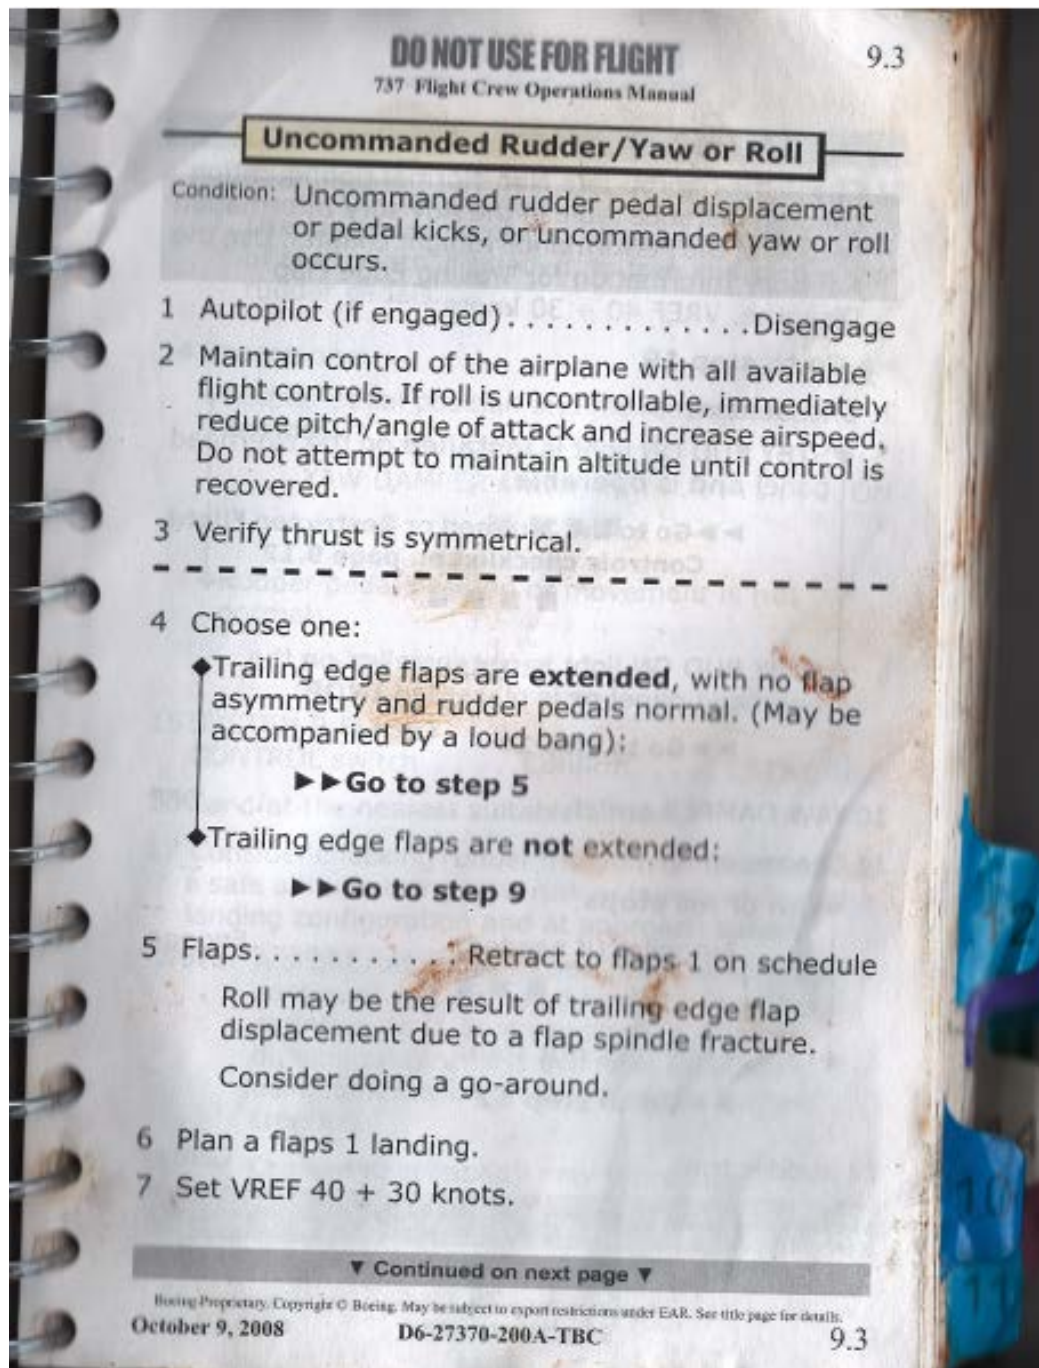 DO NOT USE FOR FLIGHT
9.3
737 Flight Crew Operations Manual
Uncommanded Rudder/Yaw or Roll
Condition: Uncommanded rudder pedal displacement
or pedal kicks, or uncommanded yaw or roll
occurs.
1 Autopilot (if engaged). . . . . . . . . . . . . .Disengage
2 Maintain control of the airplane with all available
flight controls. If roll is uncontrollable, immediately
reduce pitch/angle of attack and increase airspeed.
Do not attempt to maintain altitude until control is
recovered.
3 Verify thrust is symmetrical.
4 Choose one:
◆Trailing edge flaps are extended, with no flap
asymmetry and rudder pedals normal. (May be
accompanied by a loud bang):
►►Go to step 5
◆Trailing edge flaps are not extended:
►►Go to step 9
5 Flaps. . . . . . . . . . . Retract to flaps 1 on schedule
Roll may be the result of trailing edge flap
displacement due to a flap spindle fracture.
Consider doing a go-around.
6 Plan a flaps 1 landing.
7 Set VREF 40 + 30 knots.
▼ Continued on next page ▼
Boeing Proprietary. Copyright © Boeing. May be subject to export restrictions under EAR. See title page for details.
October 9, 2008
D6-27370-200A-TBC
9.3
10
11